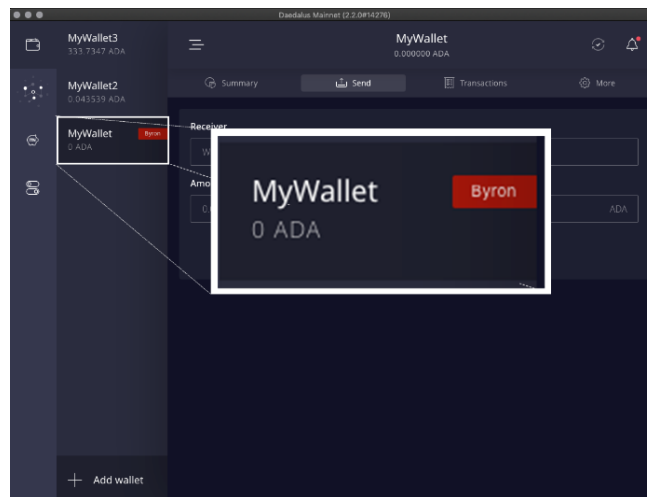 Daedalus Mainnet (2.2.0#14276)
MyWallet3
333.7347 ADA
MyWallet
0.000000 ADA
MyWallet2
0.043539 ADA
Summary
Send
Transactions
More
MyWallet
Byron
0 ADA
Receiver
MyWallet
Byron
0 ADA
ADA
Add wallet